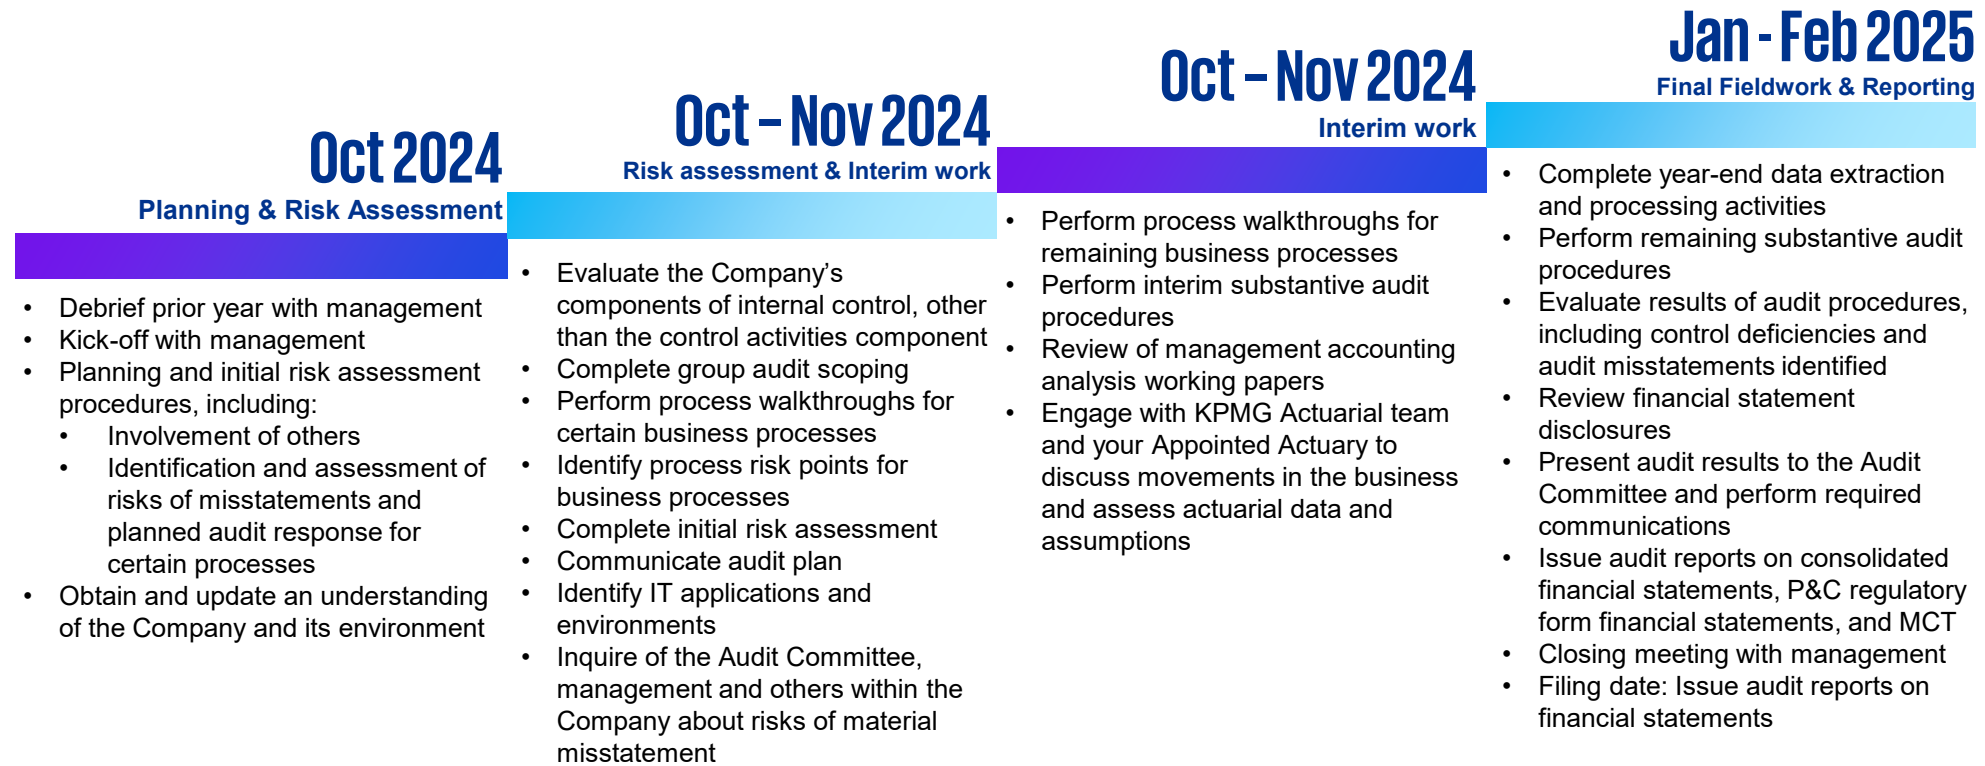 Oct 2024
Planning & Risk Assessment
• Debrief prior year with management
• Kick-off with management
• Planning and initial risk assessment
procedures, including:
• Involvement of others
• Identification and assessment of
risks of misstatements and
planned audit response for
certain processes
• Obtain and update an understanding
of the Company and its environment
Oct – Nov 2024
Risk assessment & Interim work
• Evaluate the Company’s
components of internal control, other
than the control activities component
• Complete group audit scoping
• Perform process walkthroughs for
certain business processes
• Identify process risk points for
business processes
• Complete initial risk assessment
• Communicate audit plan
• Identify IT applications and
environments
• Inquire of the Audit Committee,
management and others within the
Company about risks of material
misstatement
Oct – Nov 2024
Interim work
• Perform process walkthroughs for
remaining business processes
• Perform interim substantive audit
procedures
• Review of management accounting
analysis working papers
• Engage with KPMG Actuarial team
and your Appointed Actuary to
discuss movements in the business
and assess actuarial data and
assumptions
Jan - Feb 2025
Final Fieldwork & Reporting
• Complete year-end data extraction
and processing activities
• Perform remaining substantive audit
procedures
• Evaluate results of audit procedures,
including control deficiencies and
audit misstatements identified
• Review financial statement
disclosures
• Present audit results to the Audit
Committee and perform required
communications
• Issue audit reports on consolidated
financial statements, P&C regulatory
form financial statements, and MCT
• Closing meeting with management
• Filing date: Issue audit reports on
financial statements